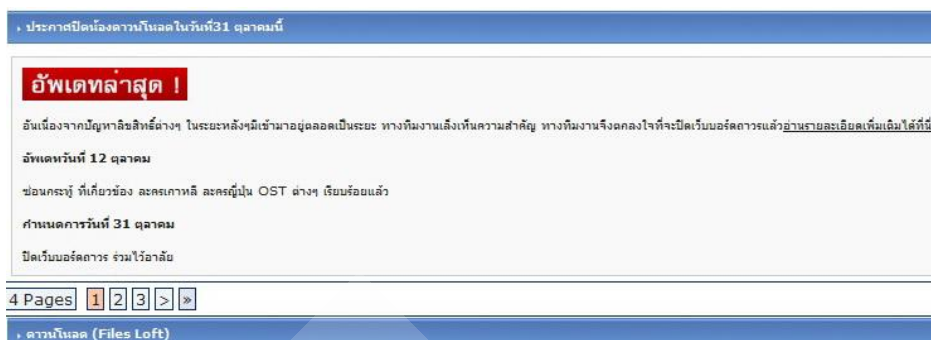 ประกาศปิดน้องดาวน์โหลดในวันที่31 ตุลาคมนี้
อัพเดทล่าสุด !
อันเนื่องจากปัญหาลิขสิทธิ์ต่างๆ ในระยะหลังๆมีเข้ามาอยู่ตลอดเป็นระยะ ทางทีมงานเล็งเห็นความสำคัญ ทางทีมงานจึงตกลงใจที่จะปิดเว็บบอร์ดถาวรแล้วอ่านรายละเอียดเพิ่มเติมได้ที่นี่
อัพเดทวันที่ 12 ตุลาคม
ซ่อนกระทู้ ที่เกี่ยวข้อง ละครเกาหลี ละครญี่ปุ่น OST ต่างๆ เรียบร้อยแล้ว
กำหนดการวันที่ 31 ตุลาคม
ปิดเว็บบอร์ดถาวร ร่วมไว้อาลัย
4 Pages 1 2 3 > »
ดาวน์โหลด (Files Loft)